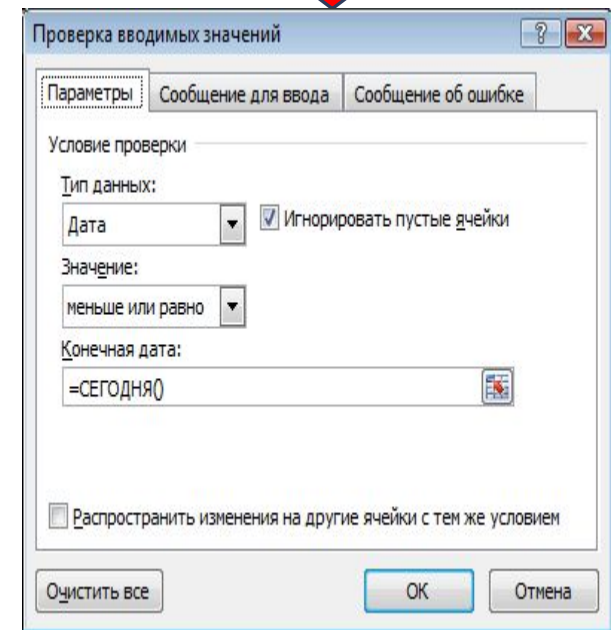 Проверка вводимых значений
Параметры Сообщение для ввода Сообщение об ошибке
Условие проверки
Тип данных:
Дата Игнорировать пустые ячейки
Значение:
меньше или равно
Конечная дата:
=СЕГОДНЯ()
Распространить изменения на другие ячейки с тем же условием
Очистить все ОК Отмена